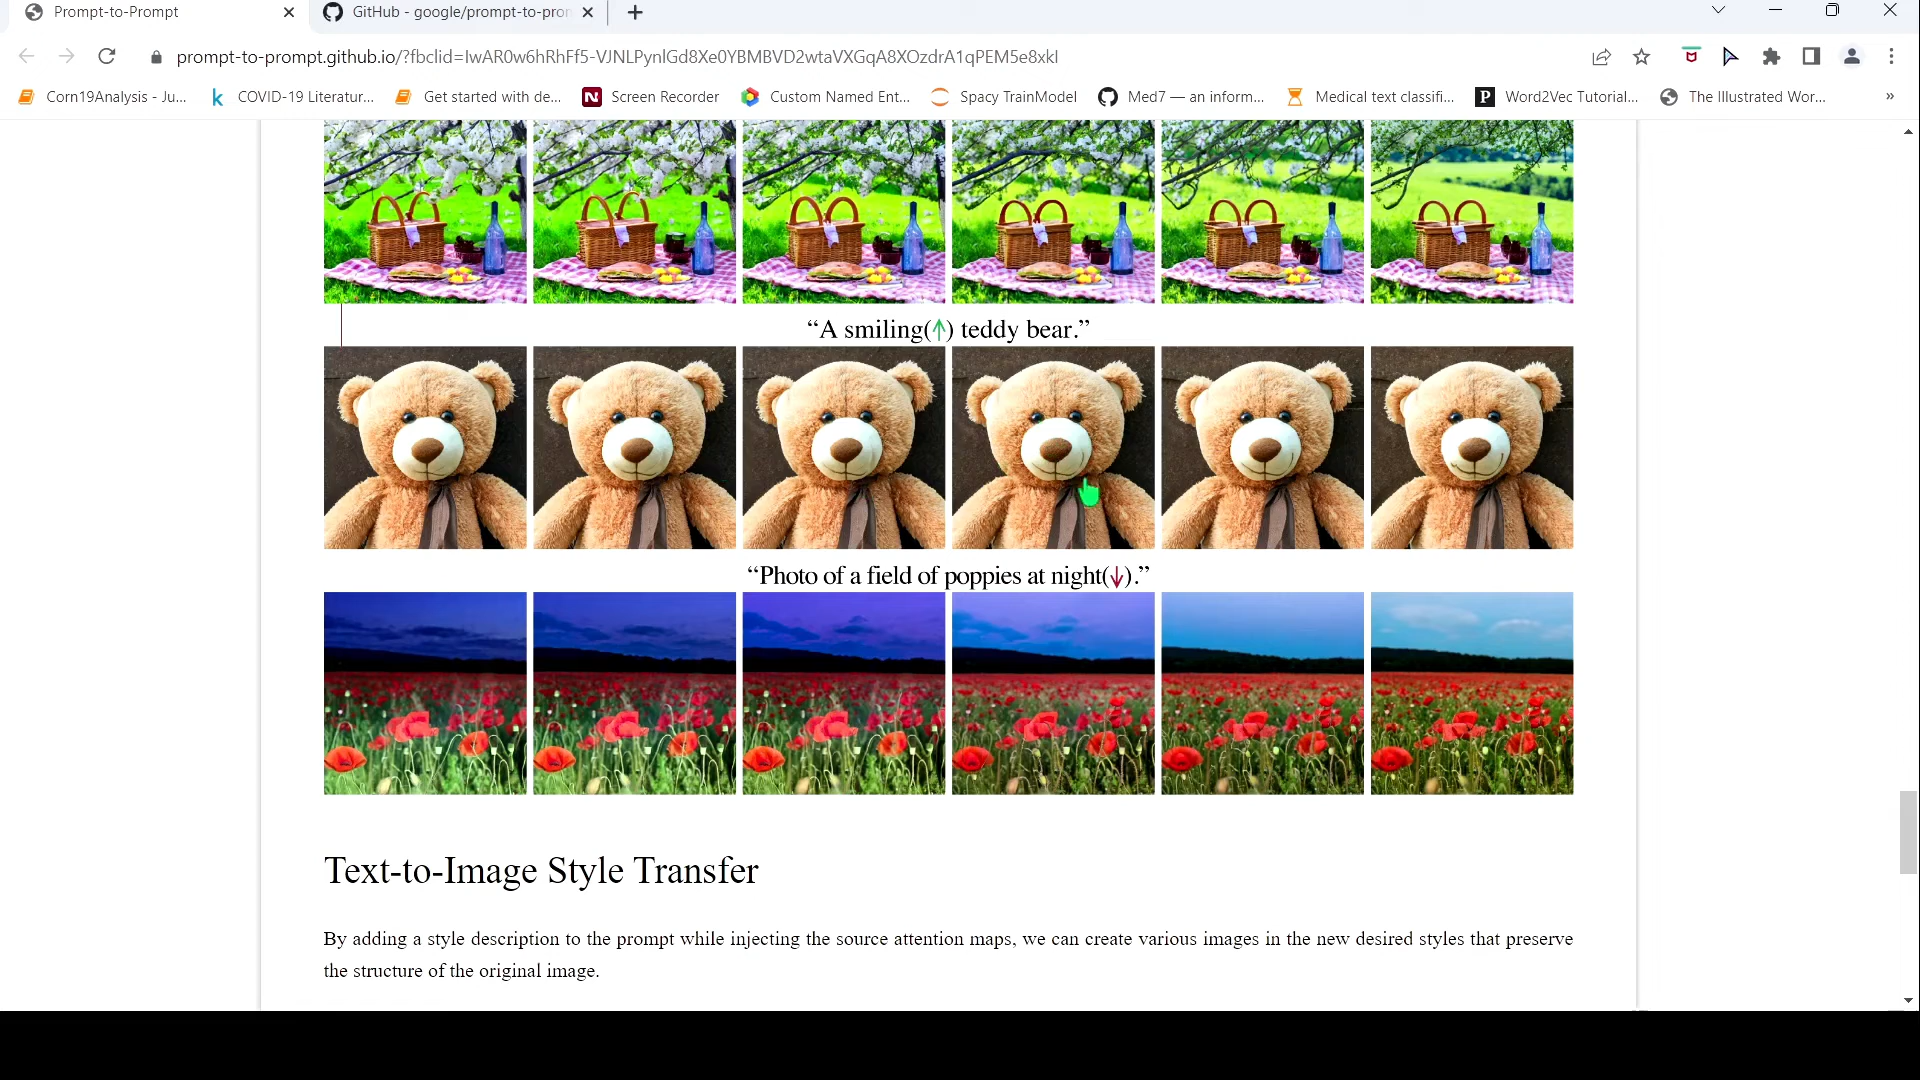 Prompt-to-Prompt
GitHub - google/prompt-to-pron
prompt-to-prompt.github.io/?fbclid=IwAR0w6hRhFf5-VJNLPynlGd8Xe0YBMBVD2wtaVXGqA8XOzdrA1qPEM5e8xkI
Corn19Analysis - Ju...
COVID-19 Literatur...
Get started with de...
N
Screen Recorder
Custom Named Ent...
Spacy TrainModel
Med7 — an inform...
Medical text classifi...
P
Word2Vec Tutorial...
The Illustrated Wor...
»
“A smiling(↑) teddy bear.”
“Photo of a field of poppies at night(↓).”
Text-to-Image Style Transfer
By adding a style description to the prompt while injecting the source attention maps, we can create various images in the new desired styles that preserve
the structure of the original image.